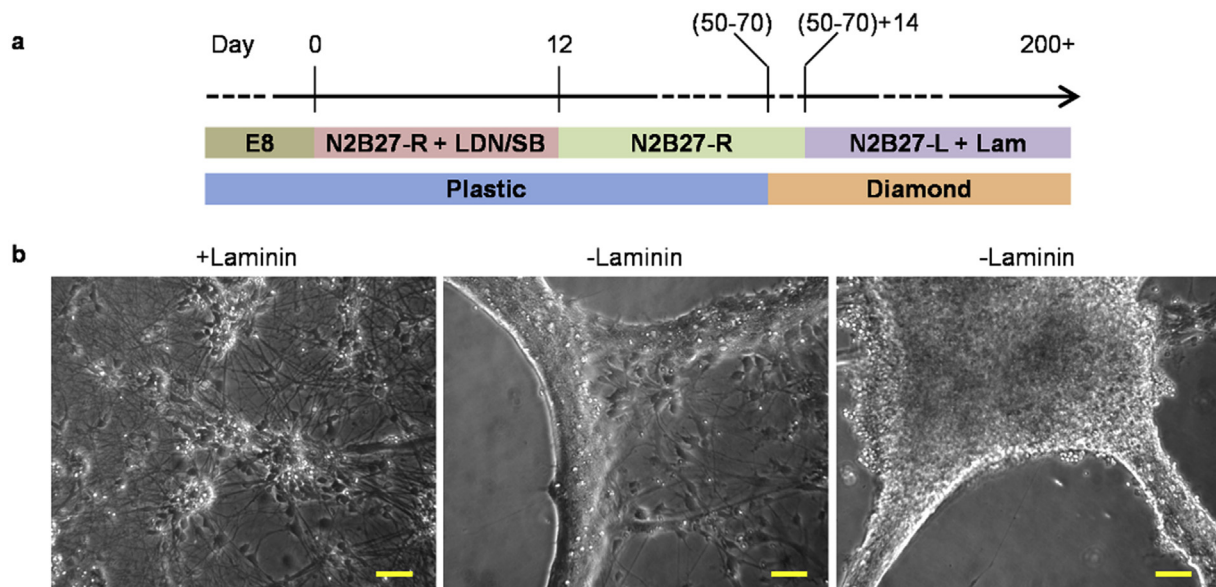 a
Day 0 12 (50-70) (50-70)+14 200+
E8 N2B27-R + LDN/SB N2B27-R N2B27-L + Lam
Plastic Diamond
b
+Laminin -Laminin -Laminin